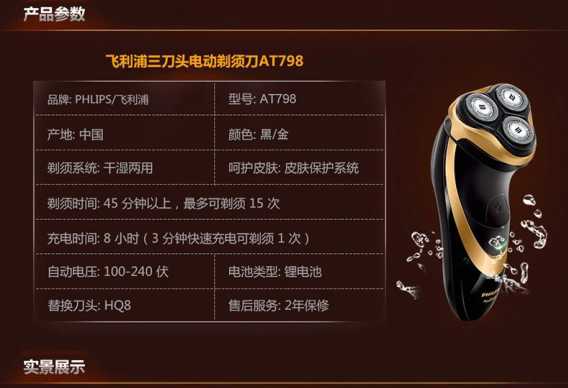 产品参数
飞利浦三刀头电动剃须刀AT798
品牌: PHLIPS/飞利浦
型号: AT798
产地: 中国
颜色: 黑/金
剃须系统: 干湿两用
呵护皮肤: 皮肤保护系统
剃须时间: 45 分钟以上，最多可剃须 15 次
充电时间: 8 小时（3 分钟快速充电可剃须 1 次）
自动电压: 100-240 伏
电池类型: 锂电池
替换刀头: HQ8
售后服务: 2年保修
实景展示